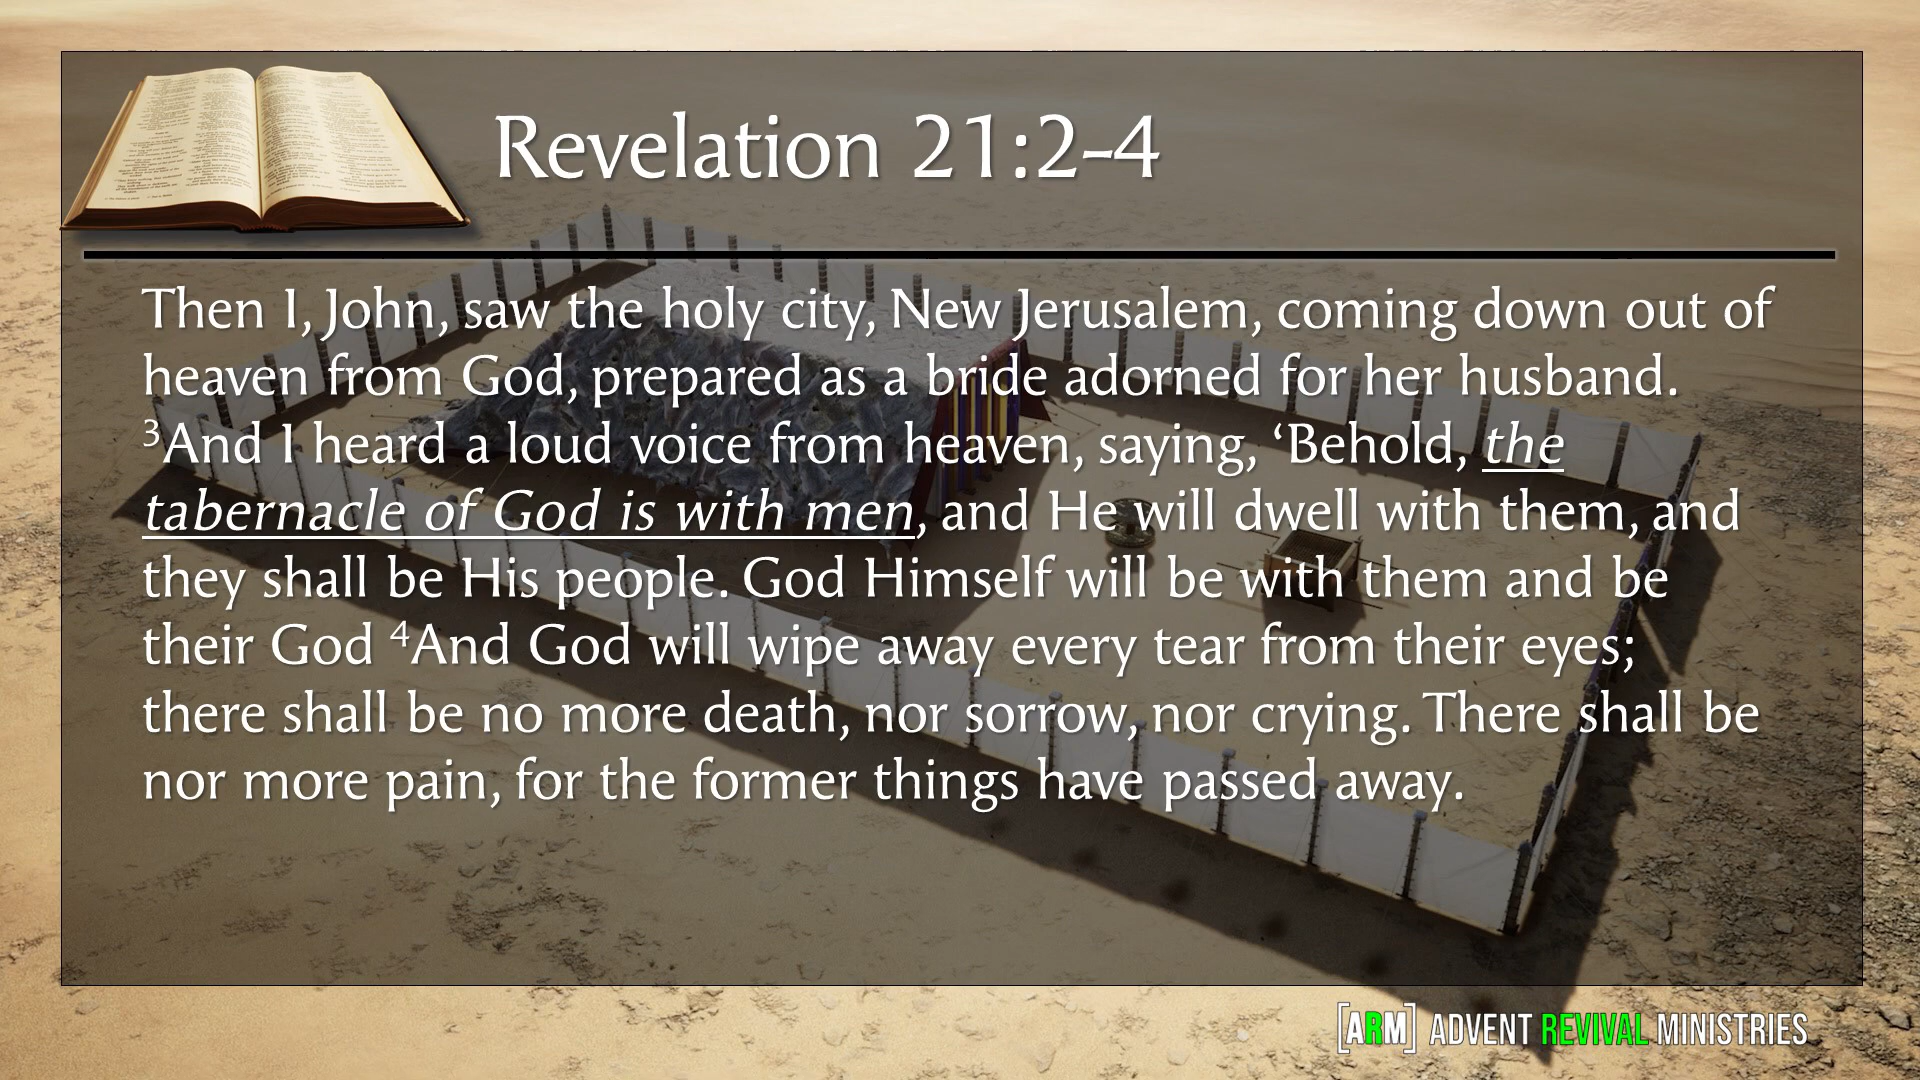 Revelation 21:2-4
Then I, John, saw the holy city, New Jerusalem, coming down out of
heaven from God, prepared as a bride adorned for her husband.
³And I heard a loud voice from heaven, saying, ‘Behold, the
tabernacle of God is with men, and He will dwell with them, and
they shall be His people. God Himself will be with them and be
their God ⁴And God will wipe away every tear from their eyes;
there shall be no more death, nor sorrow, nor crying. There shall be
nor more pain, for the former things have passed away.
[ARM] ADVENT REVIVAL MINISTRIES